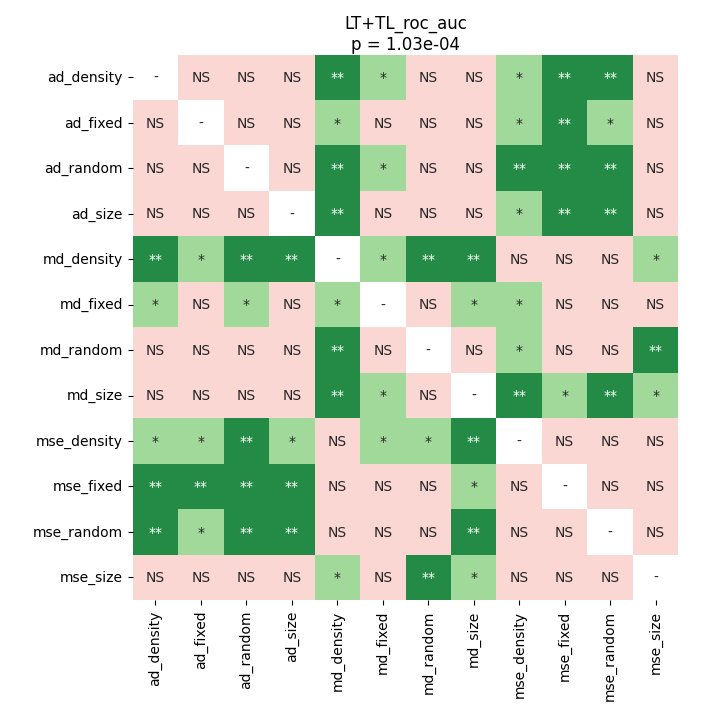 LT+TL_roc_auc
p = 1.03e-04
ad_density - NS NS NS ** * NS NS * ** ** NS
ad_fixed NS - NS NS * NS NS NS * ** * NS
ad_random NS NS - NS ** * NS NS ** ** ** NS
ad_size NS NS NS - ** NS NS NS * ** ** NS
md_density ** * ** ** - * ** ** NS NS NS *
md_fixed * NS * NS * - NS * * NS NS NS
md_random NS NS NS NS ** NS - NS * NS NS **
md_size NS NS NS NS ** * NS - ** * ** *
mse_density * * ** * NS * * ** - NS NS NS
mse_fixed ** ** ** ** NS NS NS * NS - NS NS
mse_random ** * ** ** NS NS NS ** NS NS - NS
mse_size NS NS NS NS * NS ** * NS NS NS -
ad_density
ad_fixed
ad_random
ad_size
md_density
md_fixed
md_random
md_size
mse_density
mse_fixed
mse_random
mse_size